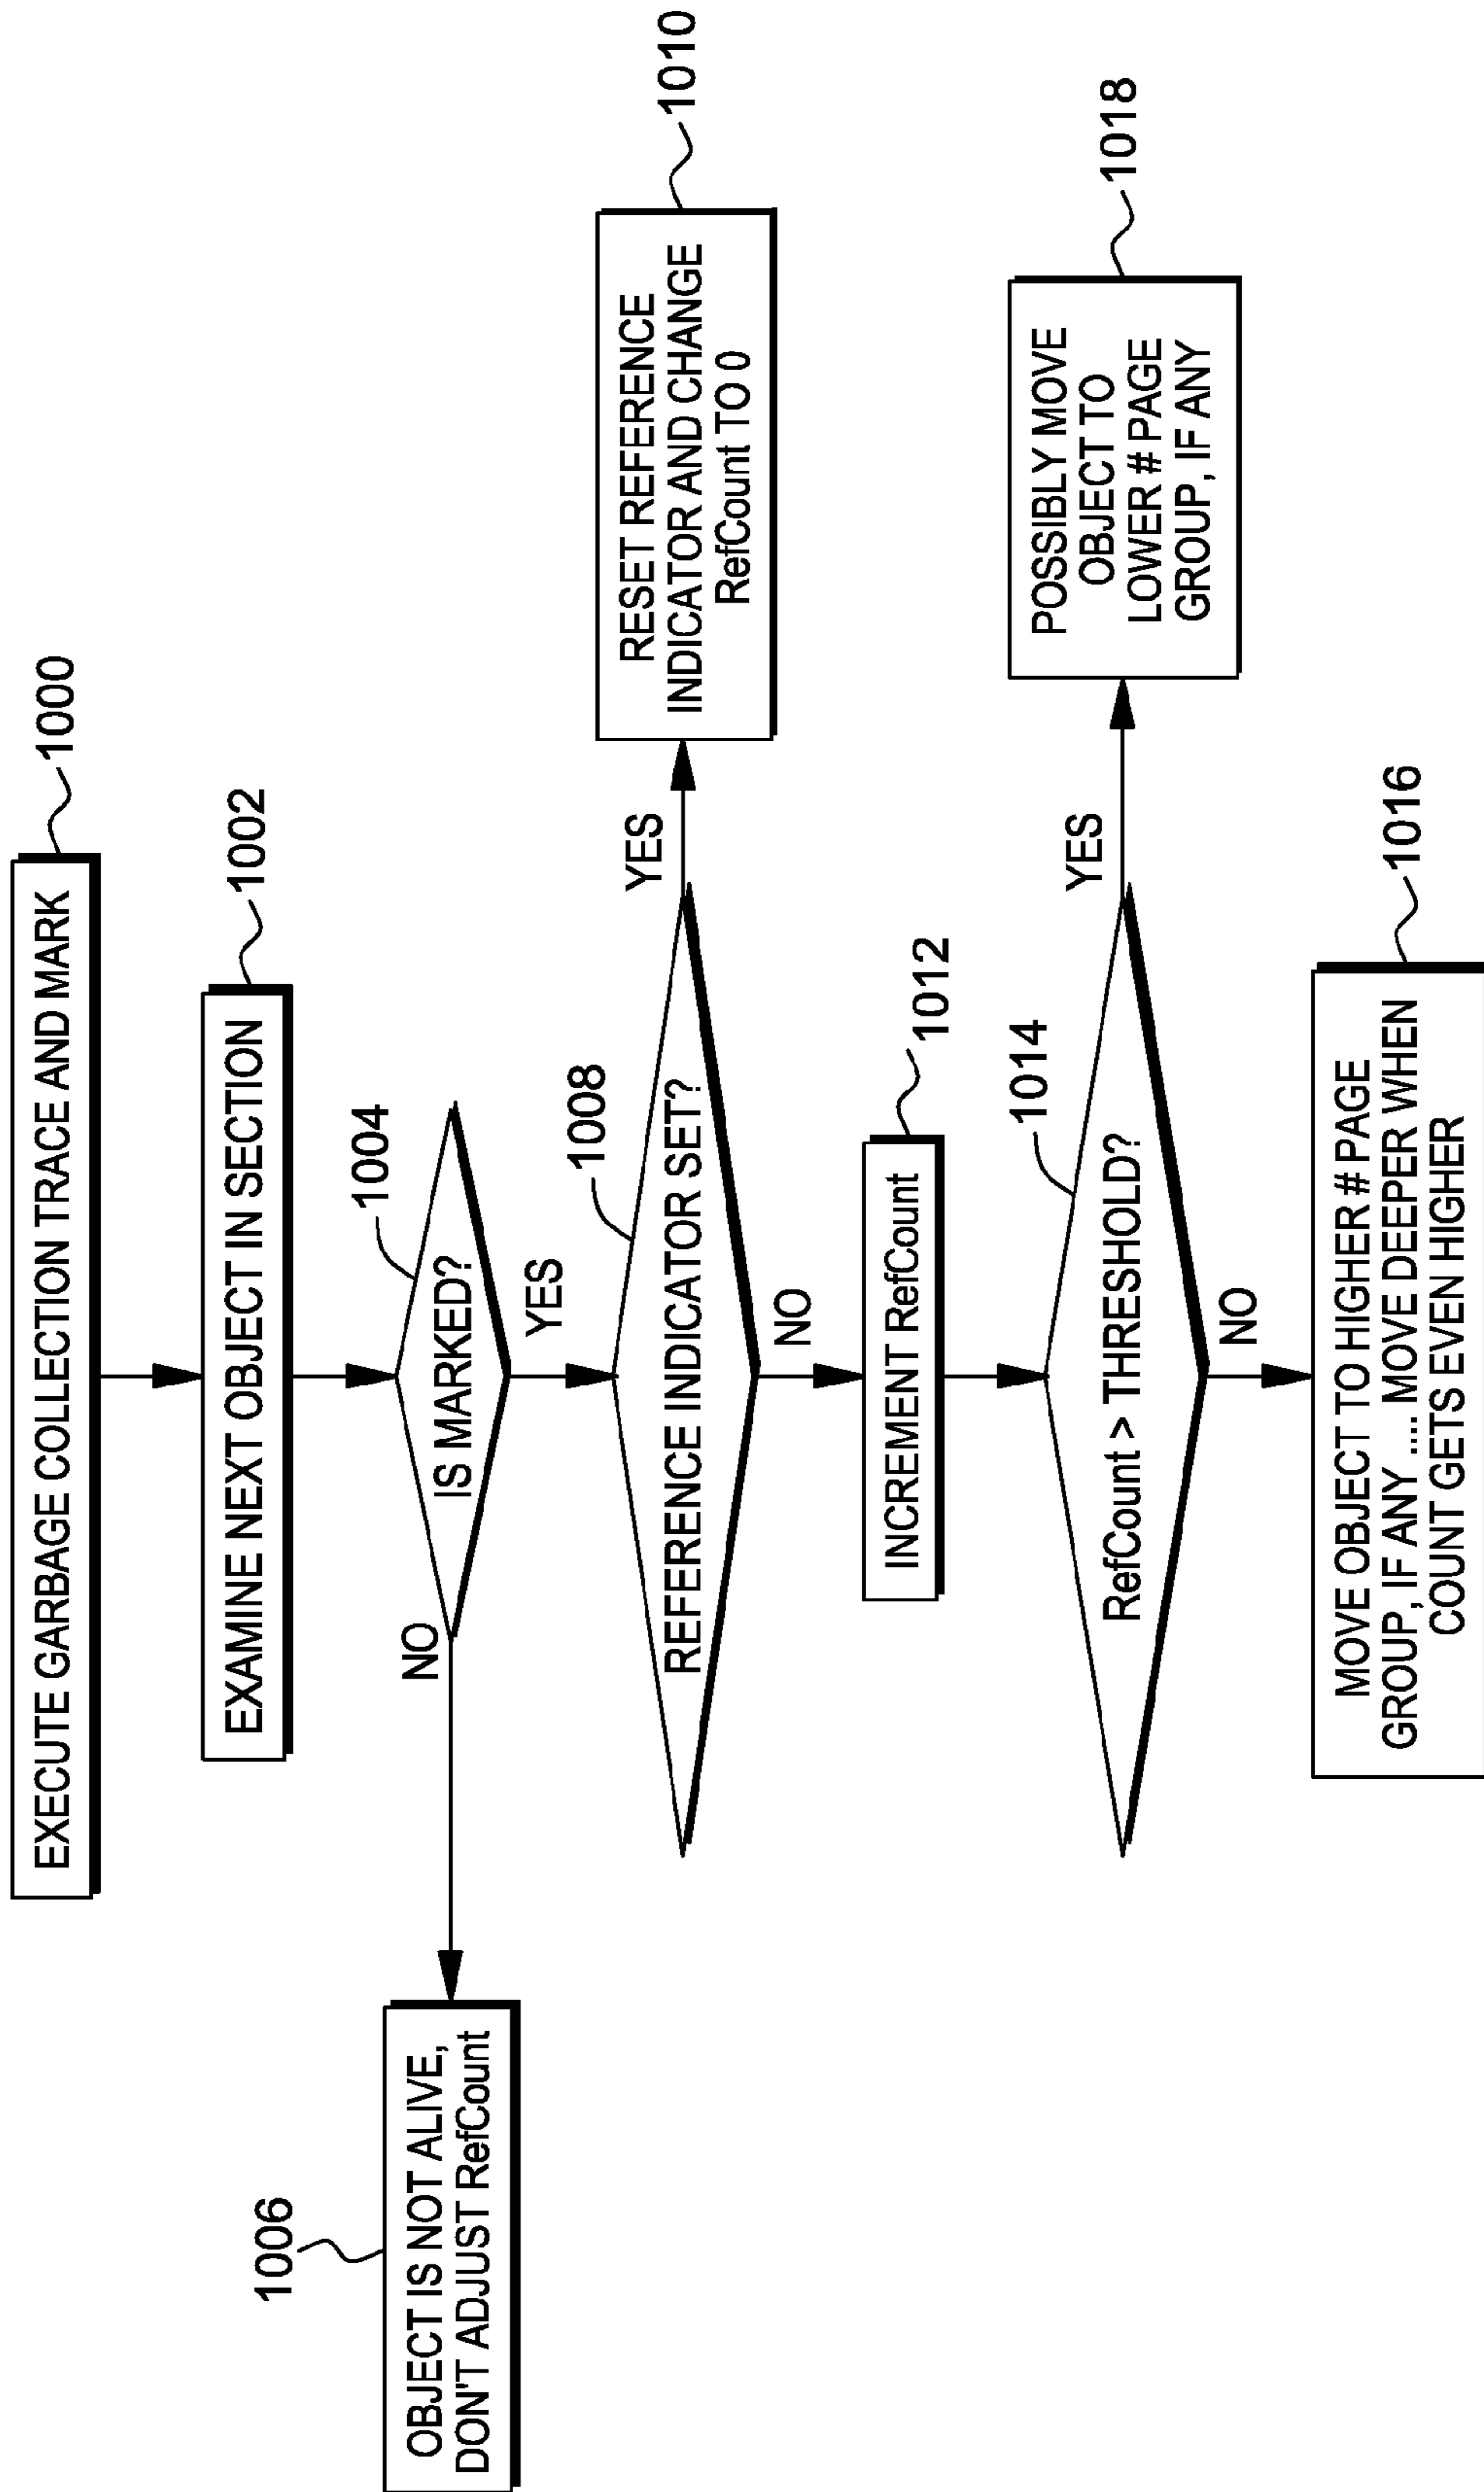 EXECUTE GARBAGE COLLECTION TRACE AND MARK
1000
EXAMINE NEXT OBJECT IN SECTION
1002
1004
IS MARKED?
NO
YES
1006
OBJECT IS NOT ALIVE,
DON'T ADJUST RefCount
1008
REFERENCE INDICATOR SET?
YES
NO
RESET REFERENCE
INDICATOR AND CHANGE
RefCount TO 0
1010
INCREMENT RefCount
1012
1014
RefCount > THRESHOLD?
YES
NO
POSSIBLY MOVE
OBJECT TO
LOWER # PAGE
GROUP, IF ANY
1018
MOVE OBJECT TO HIGHER # PAGE
GROUP, IF ANY .... MOVE DEEPER WHEN
COUNT GETS EVEN HIGHER
1016